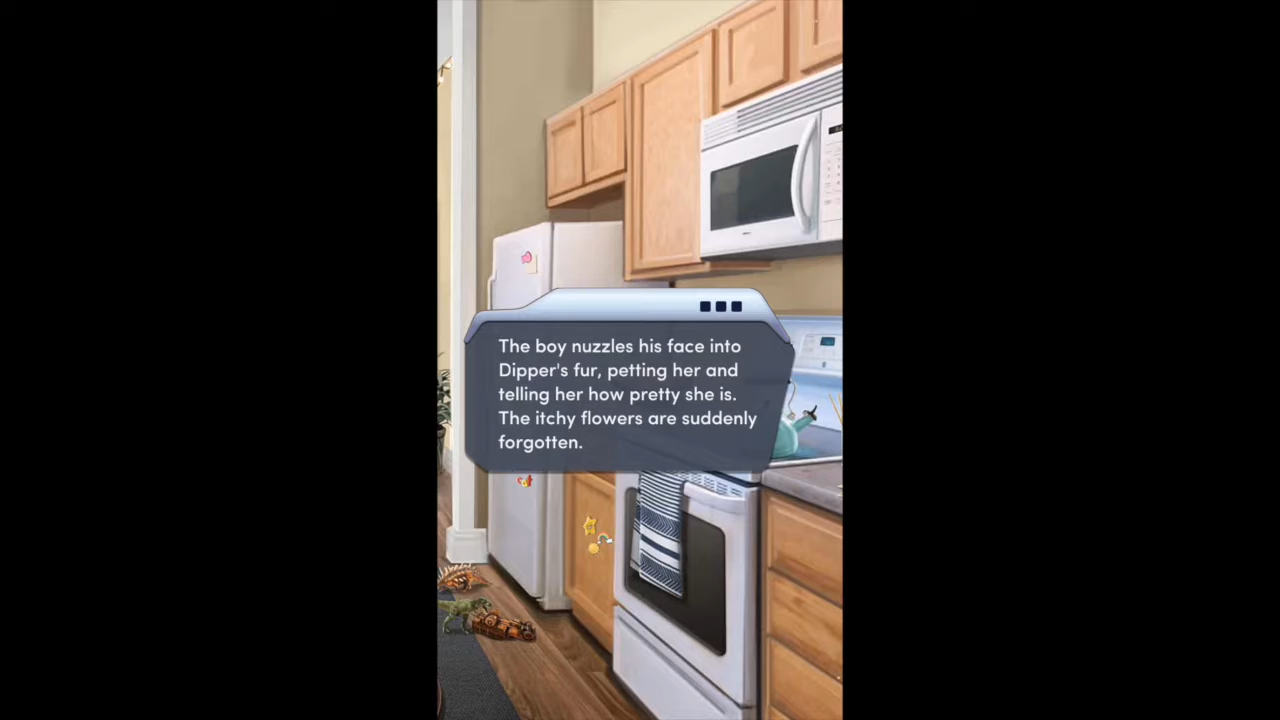 The boy nuzzles his face into
Dipper's fur, petting her and
telling her how pretty she is.
The itchy flowers are suddenly
forgotten.